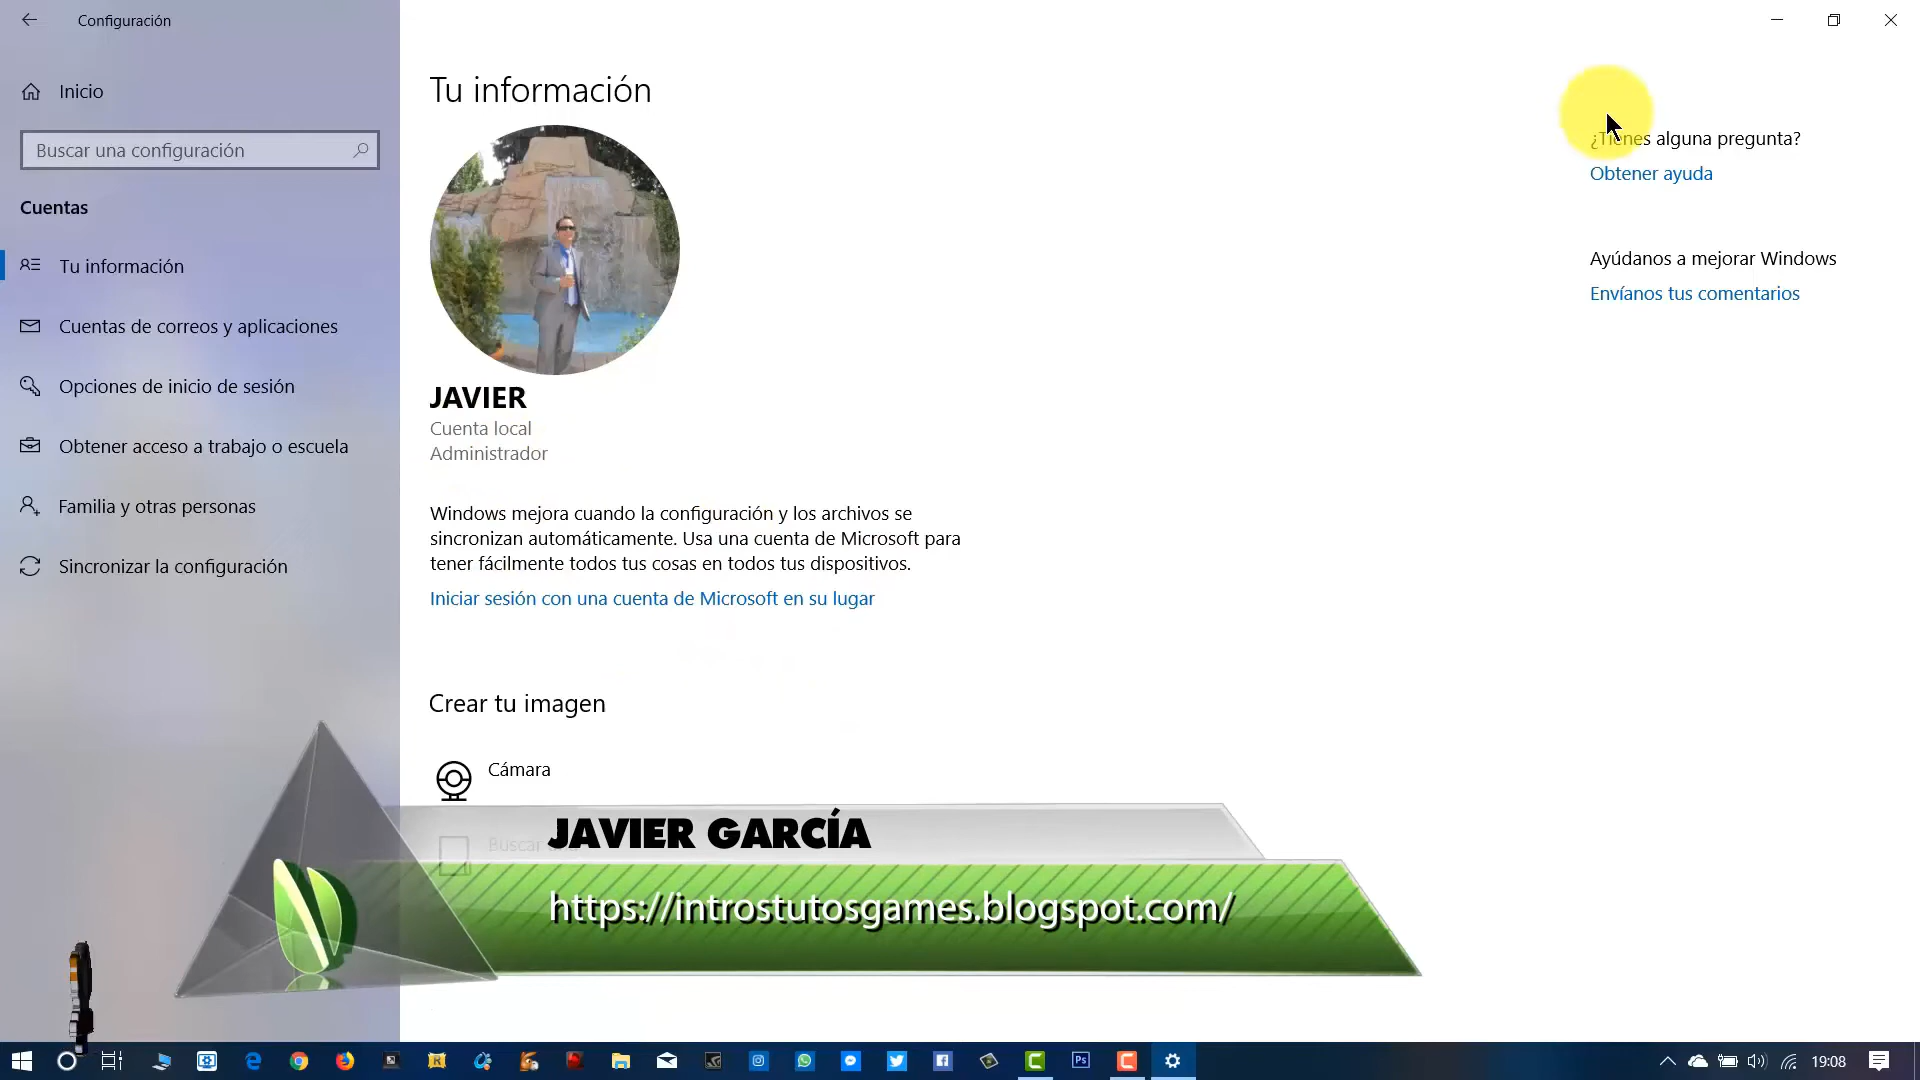 Configuración
Inicio
Buscar una configuración
Cuentas
Tu información
Cuentas de correos y aplicaciones
Opciones de inicio de sesión
Obtener acceso a trabajo o escuela
Familia y otras personas
Sincronizar la configuración
Tu información
JAVIER
Cuenta local
Administrador
Windows mejora cuando la configuración y los archivos se
sincronizan automáticamente. Usa una cuenta de Microsoft para
tener fácilmente todos tus cosas en todos tus dispositivos.
Iniciar sesión con una cuenta de Microsoft en su lugar
Crear tu imagen
Cámara
Buscar
JAVIER GARCÍA
https://introstutosgames.blogspot.com/
¿Tienes alguna pregunta?
Obtener ayuda
Ayúdanos a mejorar Windows
Envíanos tus comentarios
Ps
19:08